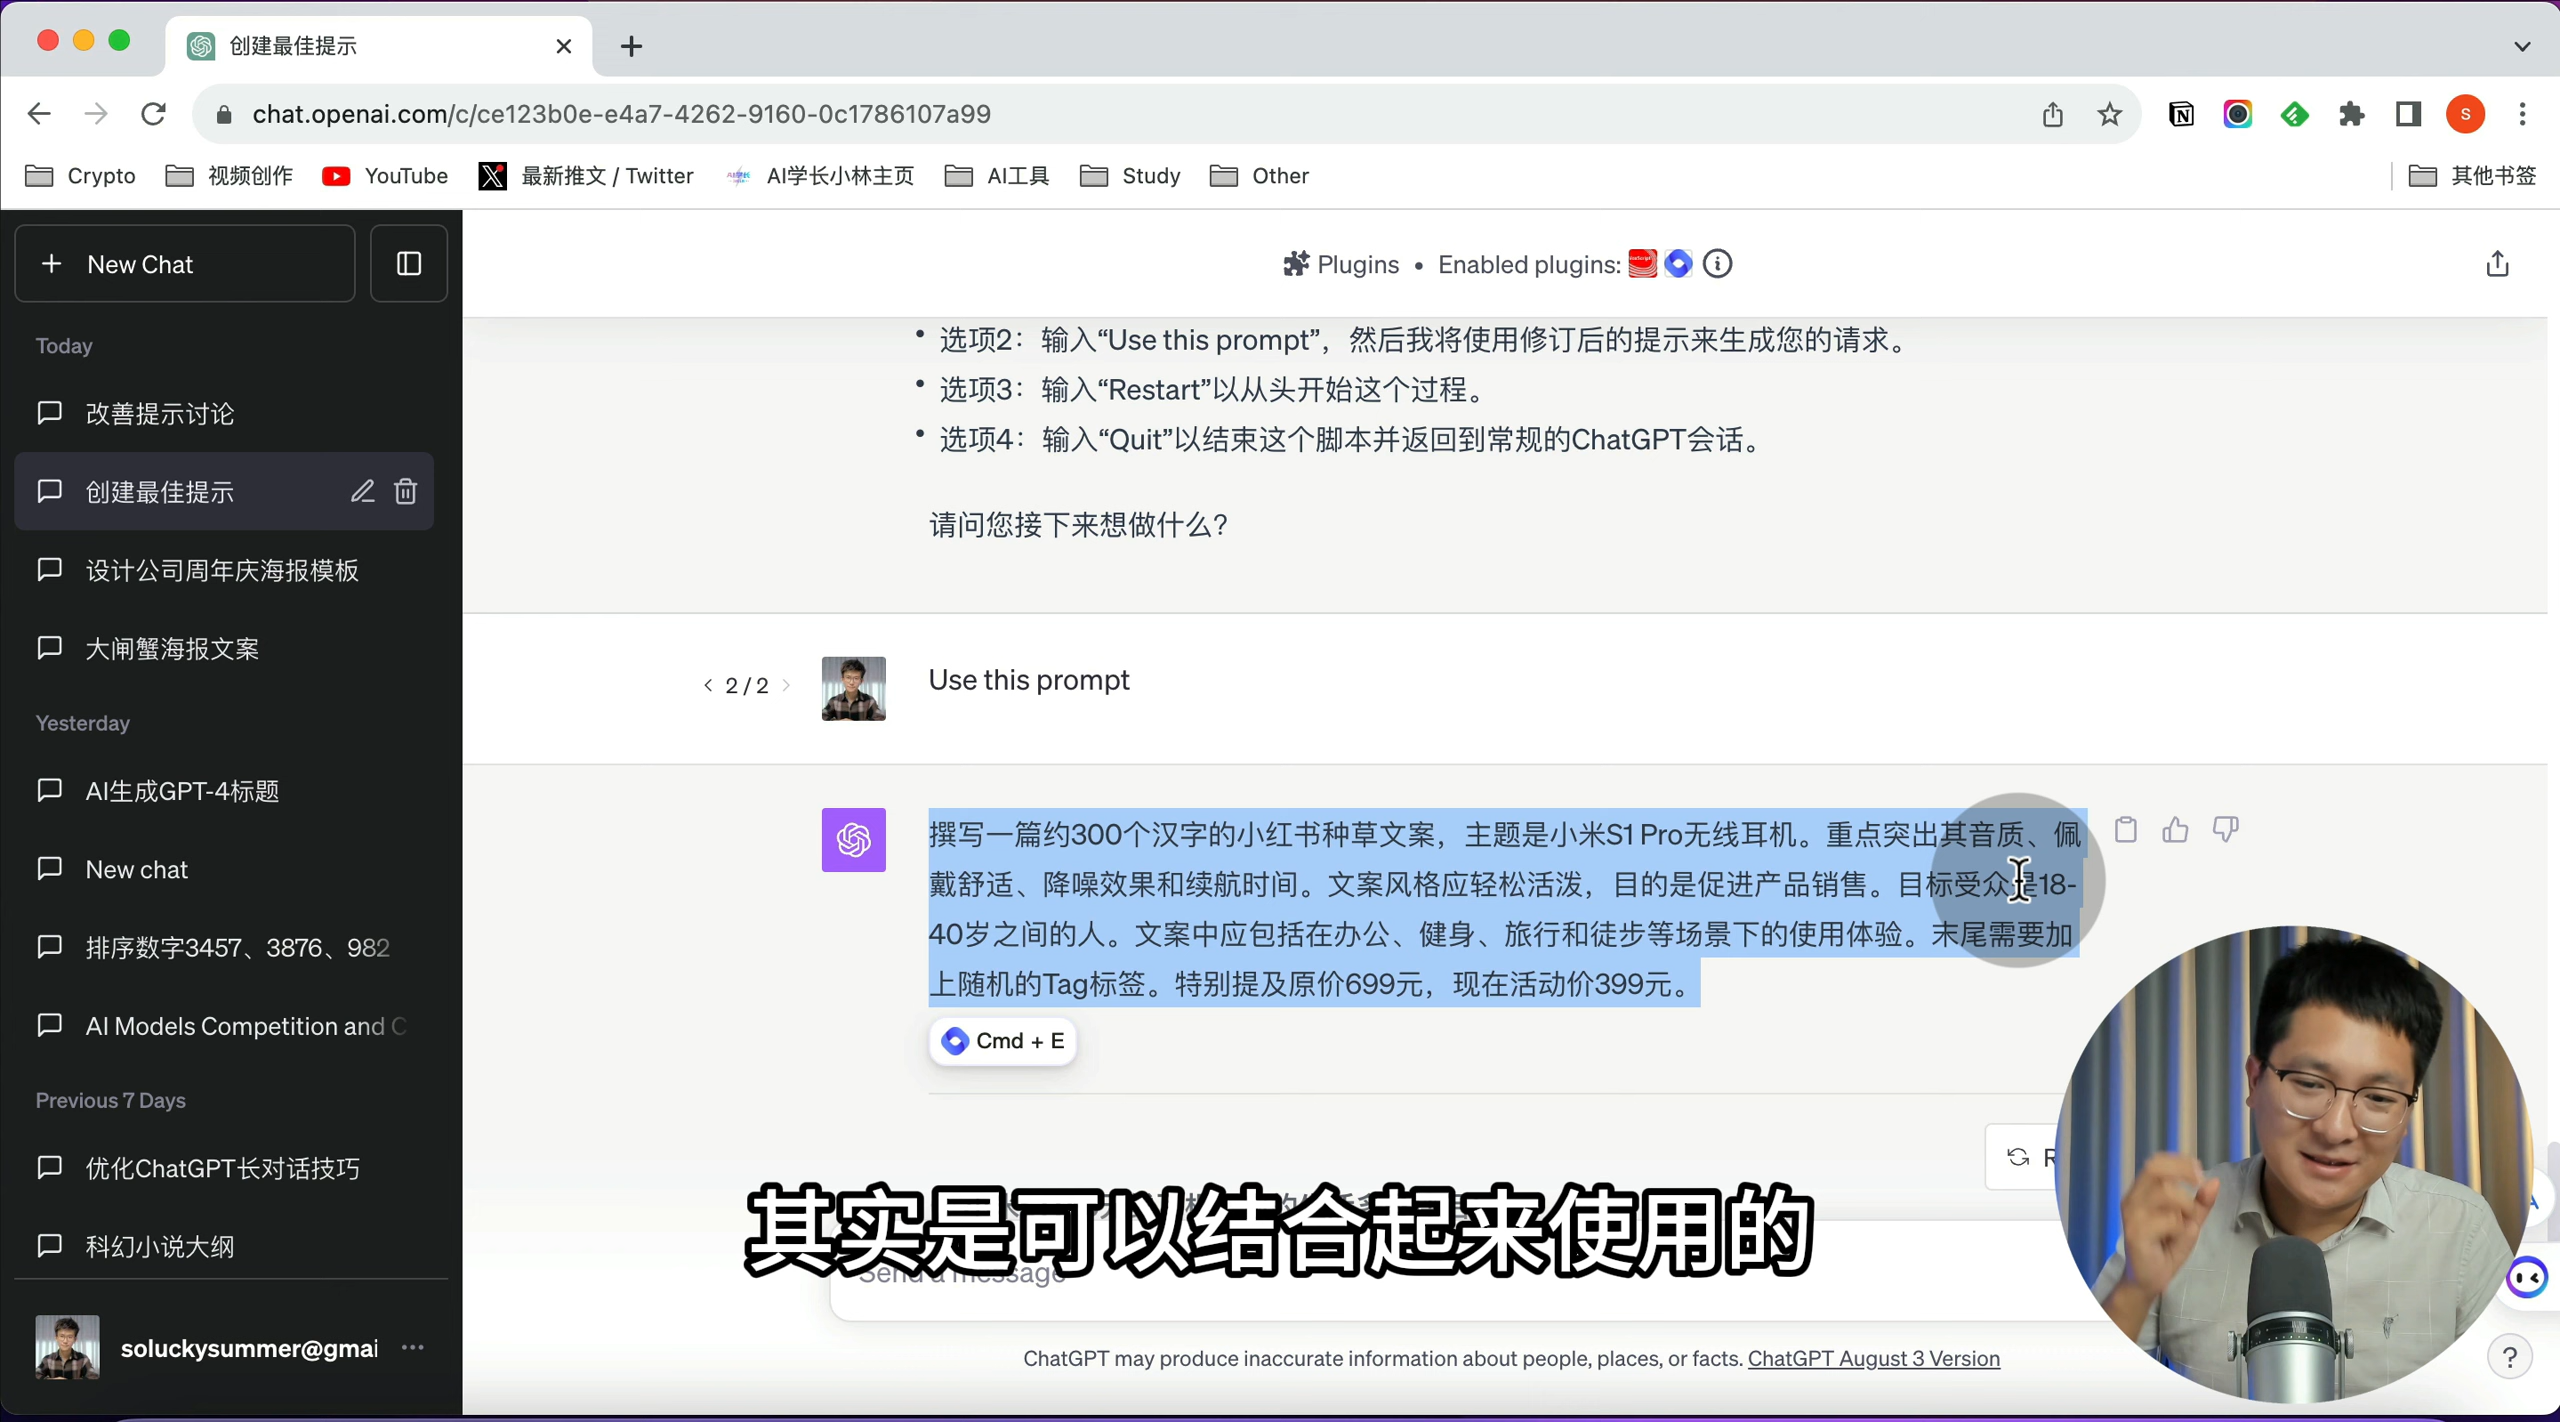 创建最佳提示
chat.openai.com/c/ce123b0e-e4a7-4262-9160-0c1786107a99
S
Crypto
视频创作
YouTube
最新推文 / Twitter
AI学长小林主页
AI工具
Study
Other
其他书签
New Chat
Plugins • Enabled plugins:
Today
改善提示讨论
创建最佳提示
设计公司周年庆海报模板
大闸蟹海报文案
Yesterday
AI生成GPT-4标题
New chat
排序数字3457、3876、982
AI Models Competition and C
Previous 7 Days
优化ChatGPT长对话技巧
科幻小说大纲
soluckysummer@gmai
• 选项2：输入“Use this prompt”，然后我将使用修订后的提示来生成您的请求。
• 选项3：输入“Restart”以从头开始这个过程。
• 选项4：输入“Quit”以结束这个脚本并返回到常规的ChatGPT会话。
请问您接下来想做什么？
2 / 2
Use this prompt
撰写一篇约300个汉字的小红书种草文案，主题是小米S1 Pro无线耳机。重点突出其音质、佩
戴舒适、降噪效果和续航时间。文案风格应轻松活泼，目的是促进产品销售。目标受众是18-
40岁之间的人。文案中应包括在办公、健身、旅行和徒步等场景下的使用体验。末尾需要加
上随机的Tag标签。特别提及原价699元，现在活动价399元。
Cmd + E
其实是可以结合起来使用的
Send a message
ChatGPT may produce inaccurate information about people, places, or facts. ChatGPT August 3 Version
?